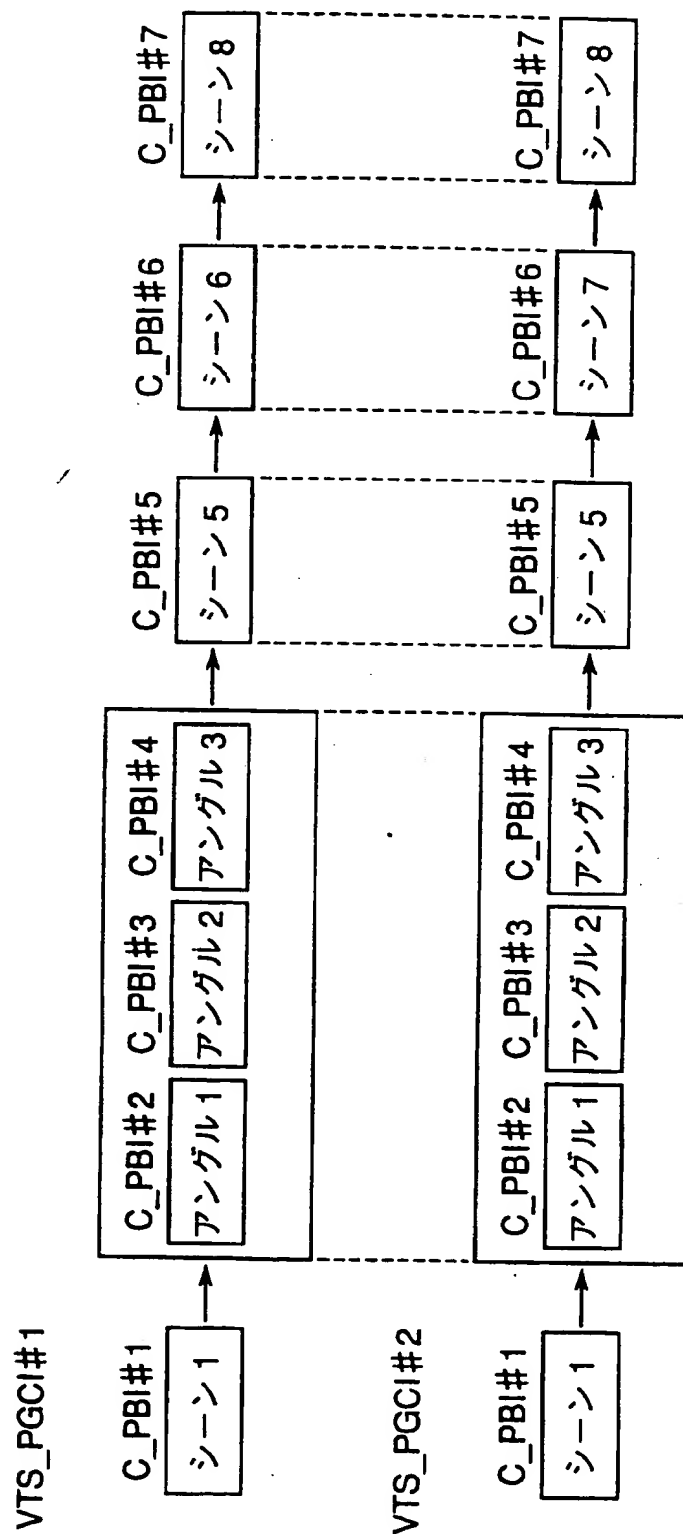 VTS_PGCI#1
C_PBI#1
シーン1
C_PBI#2
アングル1
C_PBI#3
アングル2
C_PBI#4
アングル3
C_PBI#5
シーン5
C_PBI#6
シーン6
C_PBI#7
シーン8
VTS_PGCI#2
C_PBI#1
シーン1
C_PBI#2
アングル1
C_PBI#3
アングル2
C_PBI#4
アングル3
C_PBI#5
シーン5
C_PBI#6
シーン7
C_PBI#7
シーン8